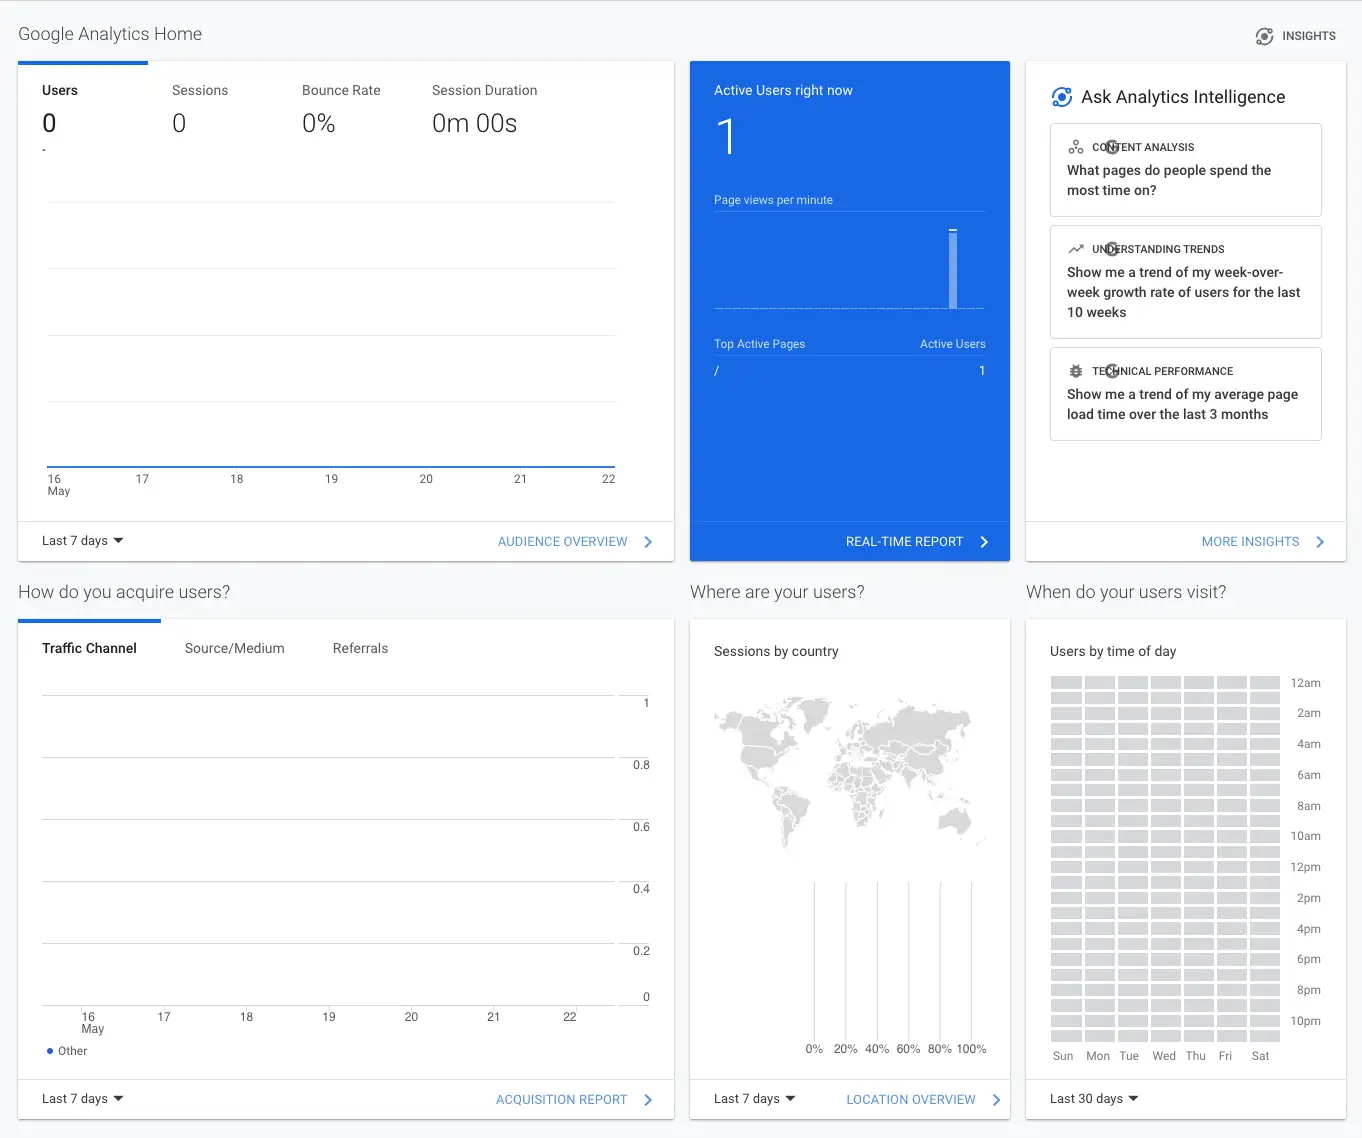 Google Analytics Home
INSIGHTS
Users
0
-
Sessions
0
Bounce Rate
0%
Session Duration
0m 00s
16
May
17
18
19
20
21
22
Last 7 days
AUDIENCE OVERVIEW
Active Users right now
1
Page views per minute
Top Active Pages
Active Users
/
1
REAL-TIME REPORT
Ask Analytics Intelligence
CONTENT ANALYSIS
What pages do people spend the
most time on?
UNDERSTANDING TRENDS
Show me a trend of my week-over-
week growth rate of users for the last
10 weeks
TECHNICAL PERFORMANCE
Show me a trend of my average page
load time over the last 3 months
MORE INSIGHTS
How do you acquire users?
Traffic Channel
Source/Medium
Referrals
1
0.8
0.6
0.4
0.2
0
16
May
17
18
19
20
21
22
Other
Last 7 days
ACQUISITION REPORT
Where are your users?
Sessions by country
0%
20%
40%
60%
80%
100%
Last 7 days
LOCATION OVERVIEW
When do your users visit?
Users by time of day
12am
2am
4am
6am
8am
10am
12pm
2pm
4pm
6pm
8pm
10pm
Sun
Mon
Tue
Wed
Thu
Fri
Sat
Last 30 days